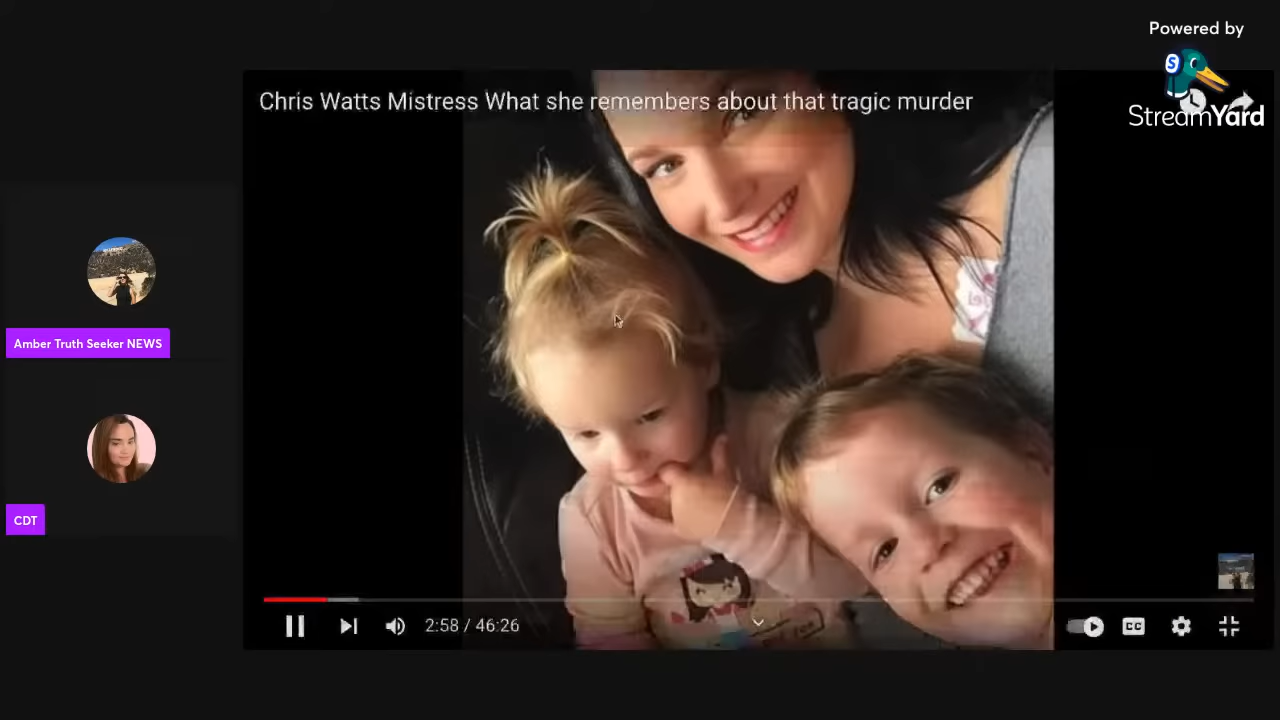 Powered by
StreamYard
Chris Watts Mistress What she remembers about that tragic murder
Amber Truth Seeker NEWS
CDT
2:58 / 46:26
CC